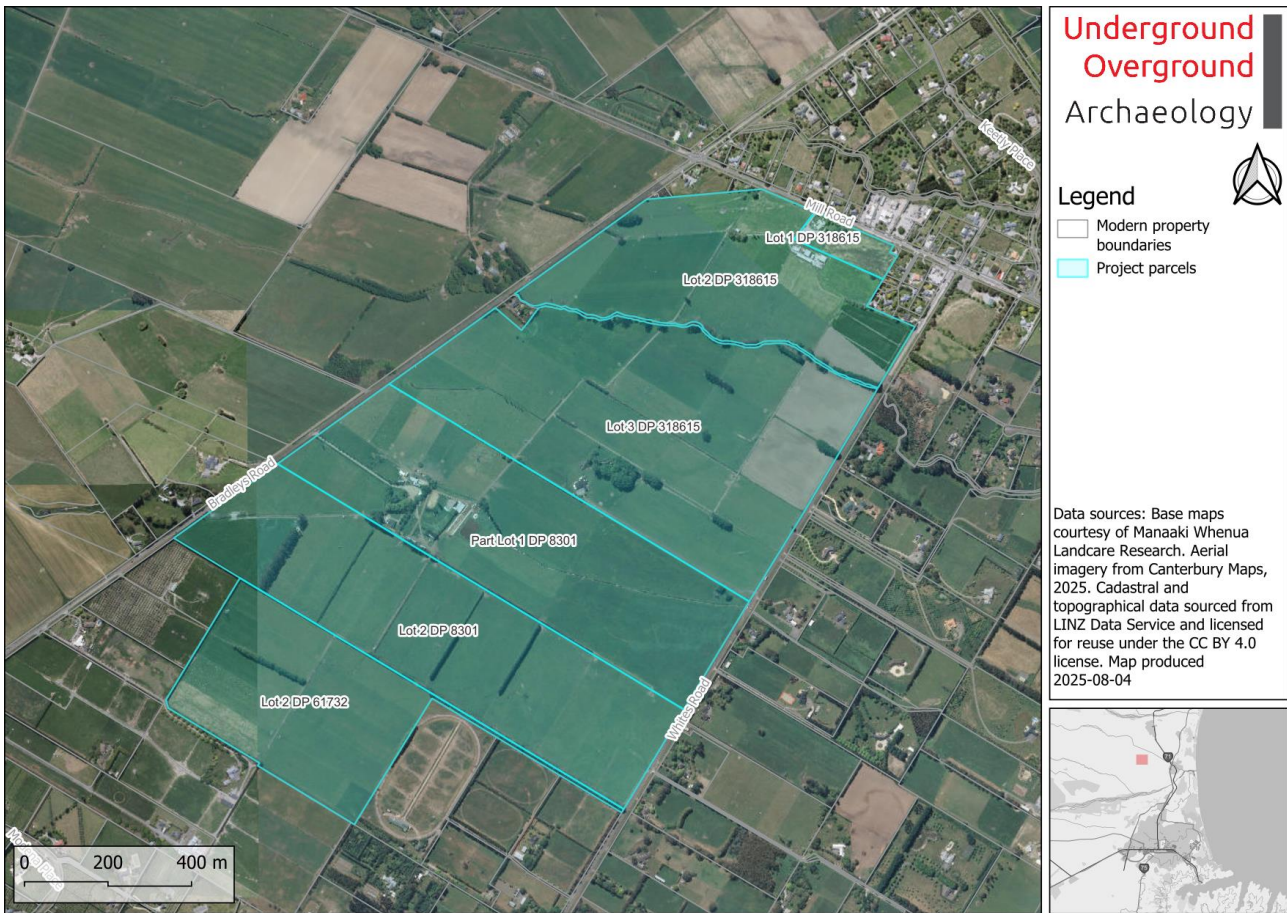 Keetly Place
Mill Road
Lot 1 DP 318615
Lot 2 DP 318615
Lot 3 DP 318615
Bradleys Road
Part Lot 1 DP 8301
Lot 2 DP 8301
Whites Road
Lot 2 DP 61732
0 200 400 m
Underground
Overground
Archaeology
Legend
Modern property
boundaries
Project parcels
Data sources: Base maps
courtesy of Manaaki Whenua
Landcare Research. Aerial
imagery from Canterbury Maps,
2025. Cadastral and
topographical data sourced from
LINZ Data Service and licensed
for reuse under the CC BY 4.0
license. Map produced
2025-08-04